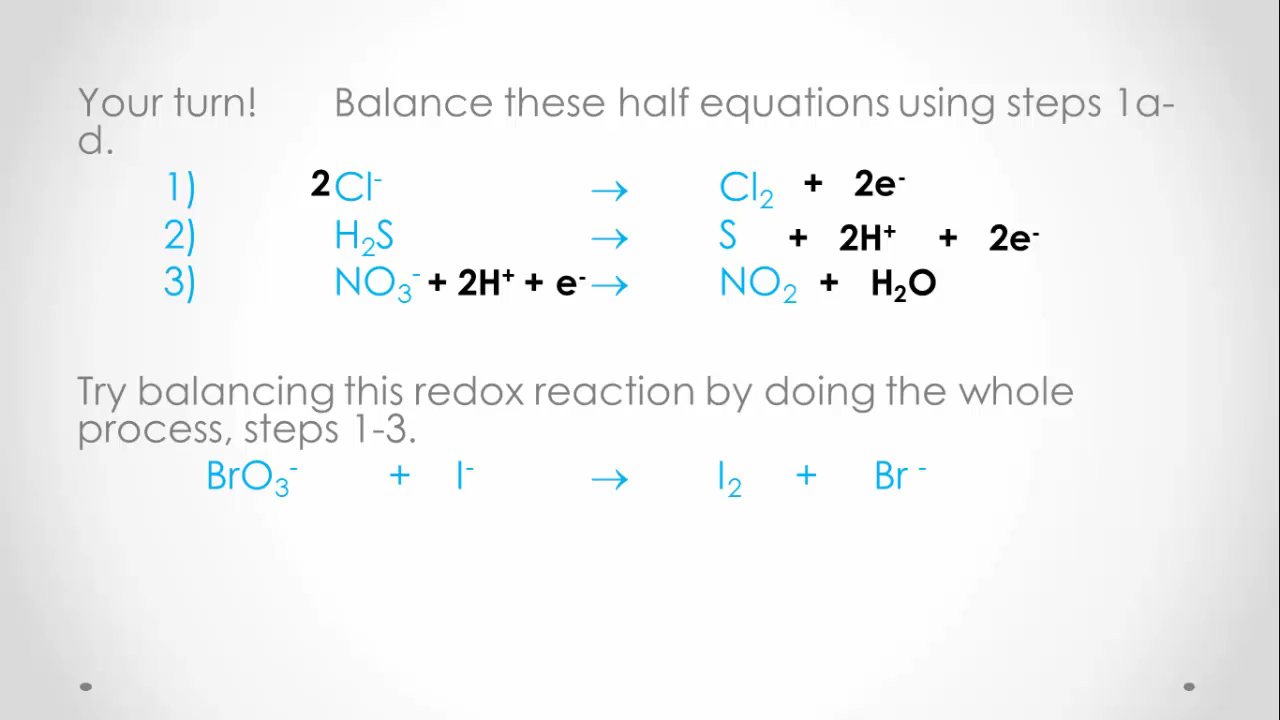 Your turn! Balance these half equations using steps 1a-
d.
1) 2Cl⁻ → Cl₂ + 2e⁻
2) H₂S → S + 2H⁺ + 2e⁻
3) NO₃⁻ + 2H⁺ + e⁻ → NO₂ + H₂O
Try balancing this redox reaction by doing the whole
process, steps 1-3.
BrO₃⁻ + I⁻ → I₂ + Br ⁻